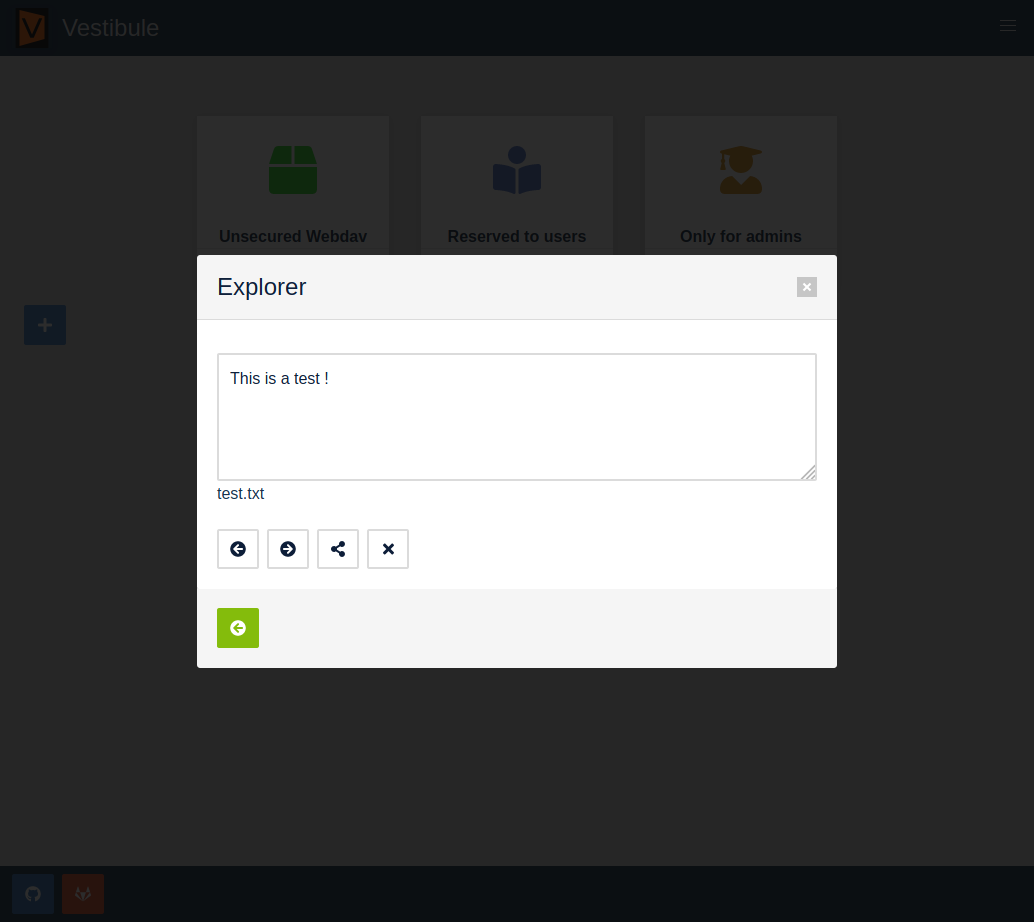 Vestibule
Unsecured Webdav
Reserved to users
Only for admins
Explorer
This is a test !
test.txt